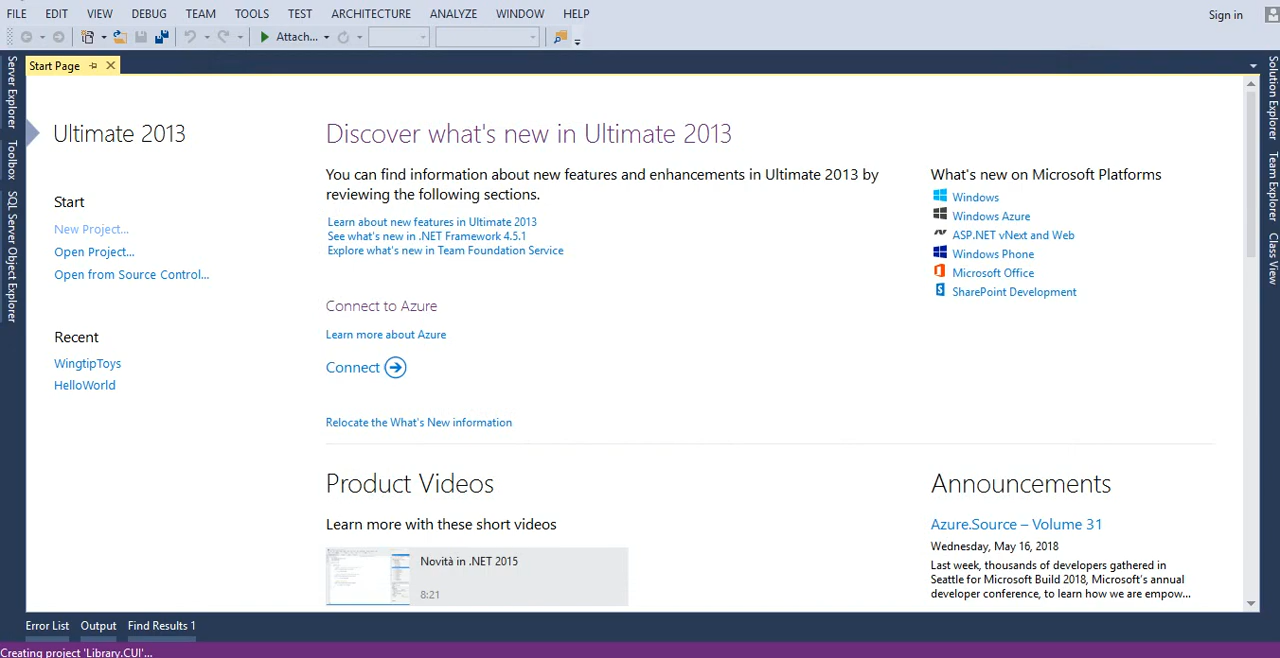 FILE EDIT VIEW DEBUG TEAM TOOLS TEST ARCHITECTURE ANALYZE WINDOW HELP
Sign in
Attach...
Start Page
Server Explorer
Toolbox
SQL Server Object Explorer
Ultimate 2013
Start
New Project...
Open Project...
Open from Source Control...
Recent
WingtipToys
HelloWorld
Discover what's new in Ultimate 2013
You can find information about new features and enhancements in Ultimate 2013 by
reviewing the following sections.
Learn about new features in Ultimate 2013
See what's new in .NET Framework 4.5.1
Explore what's new in Team Foundation Service
Connect to Azure
Learn more about Azure
Connect
Relocate the What's New information
Product Videos
Learn more with these short videos
Novità in .NET 2015
8:21
What's new on Microsoft Platforms
Windows
Windows Azure
ASP.NET vNext and Web
Windows Phone
Microsoft Office
SharePoint Development
Announcements
Azure.Source – Volume 31
Wednesday, May 16, 2018
Last week, thousands of developers gathered in
Seattle for Microsoft Build 2018, Microsoft's annual
developer conference, to learn how we are empow...
Solution Explorer
Team Explorer
Class View
Error List Output Find Results 1
Creating project 'Library.CUI'...